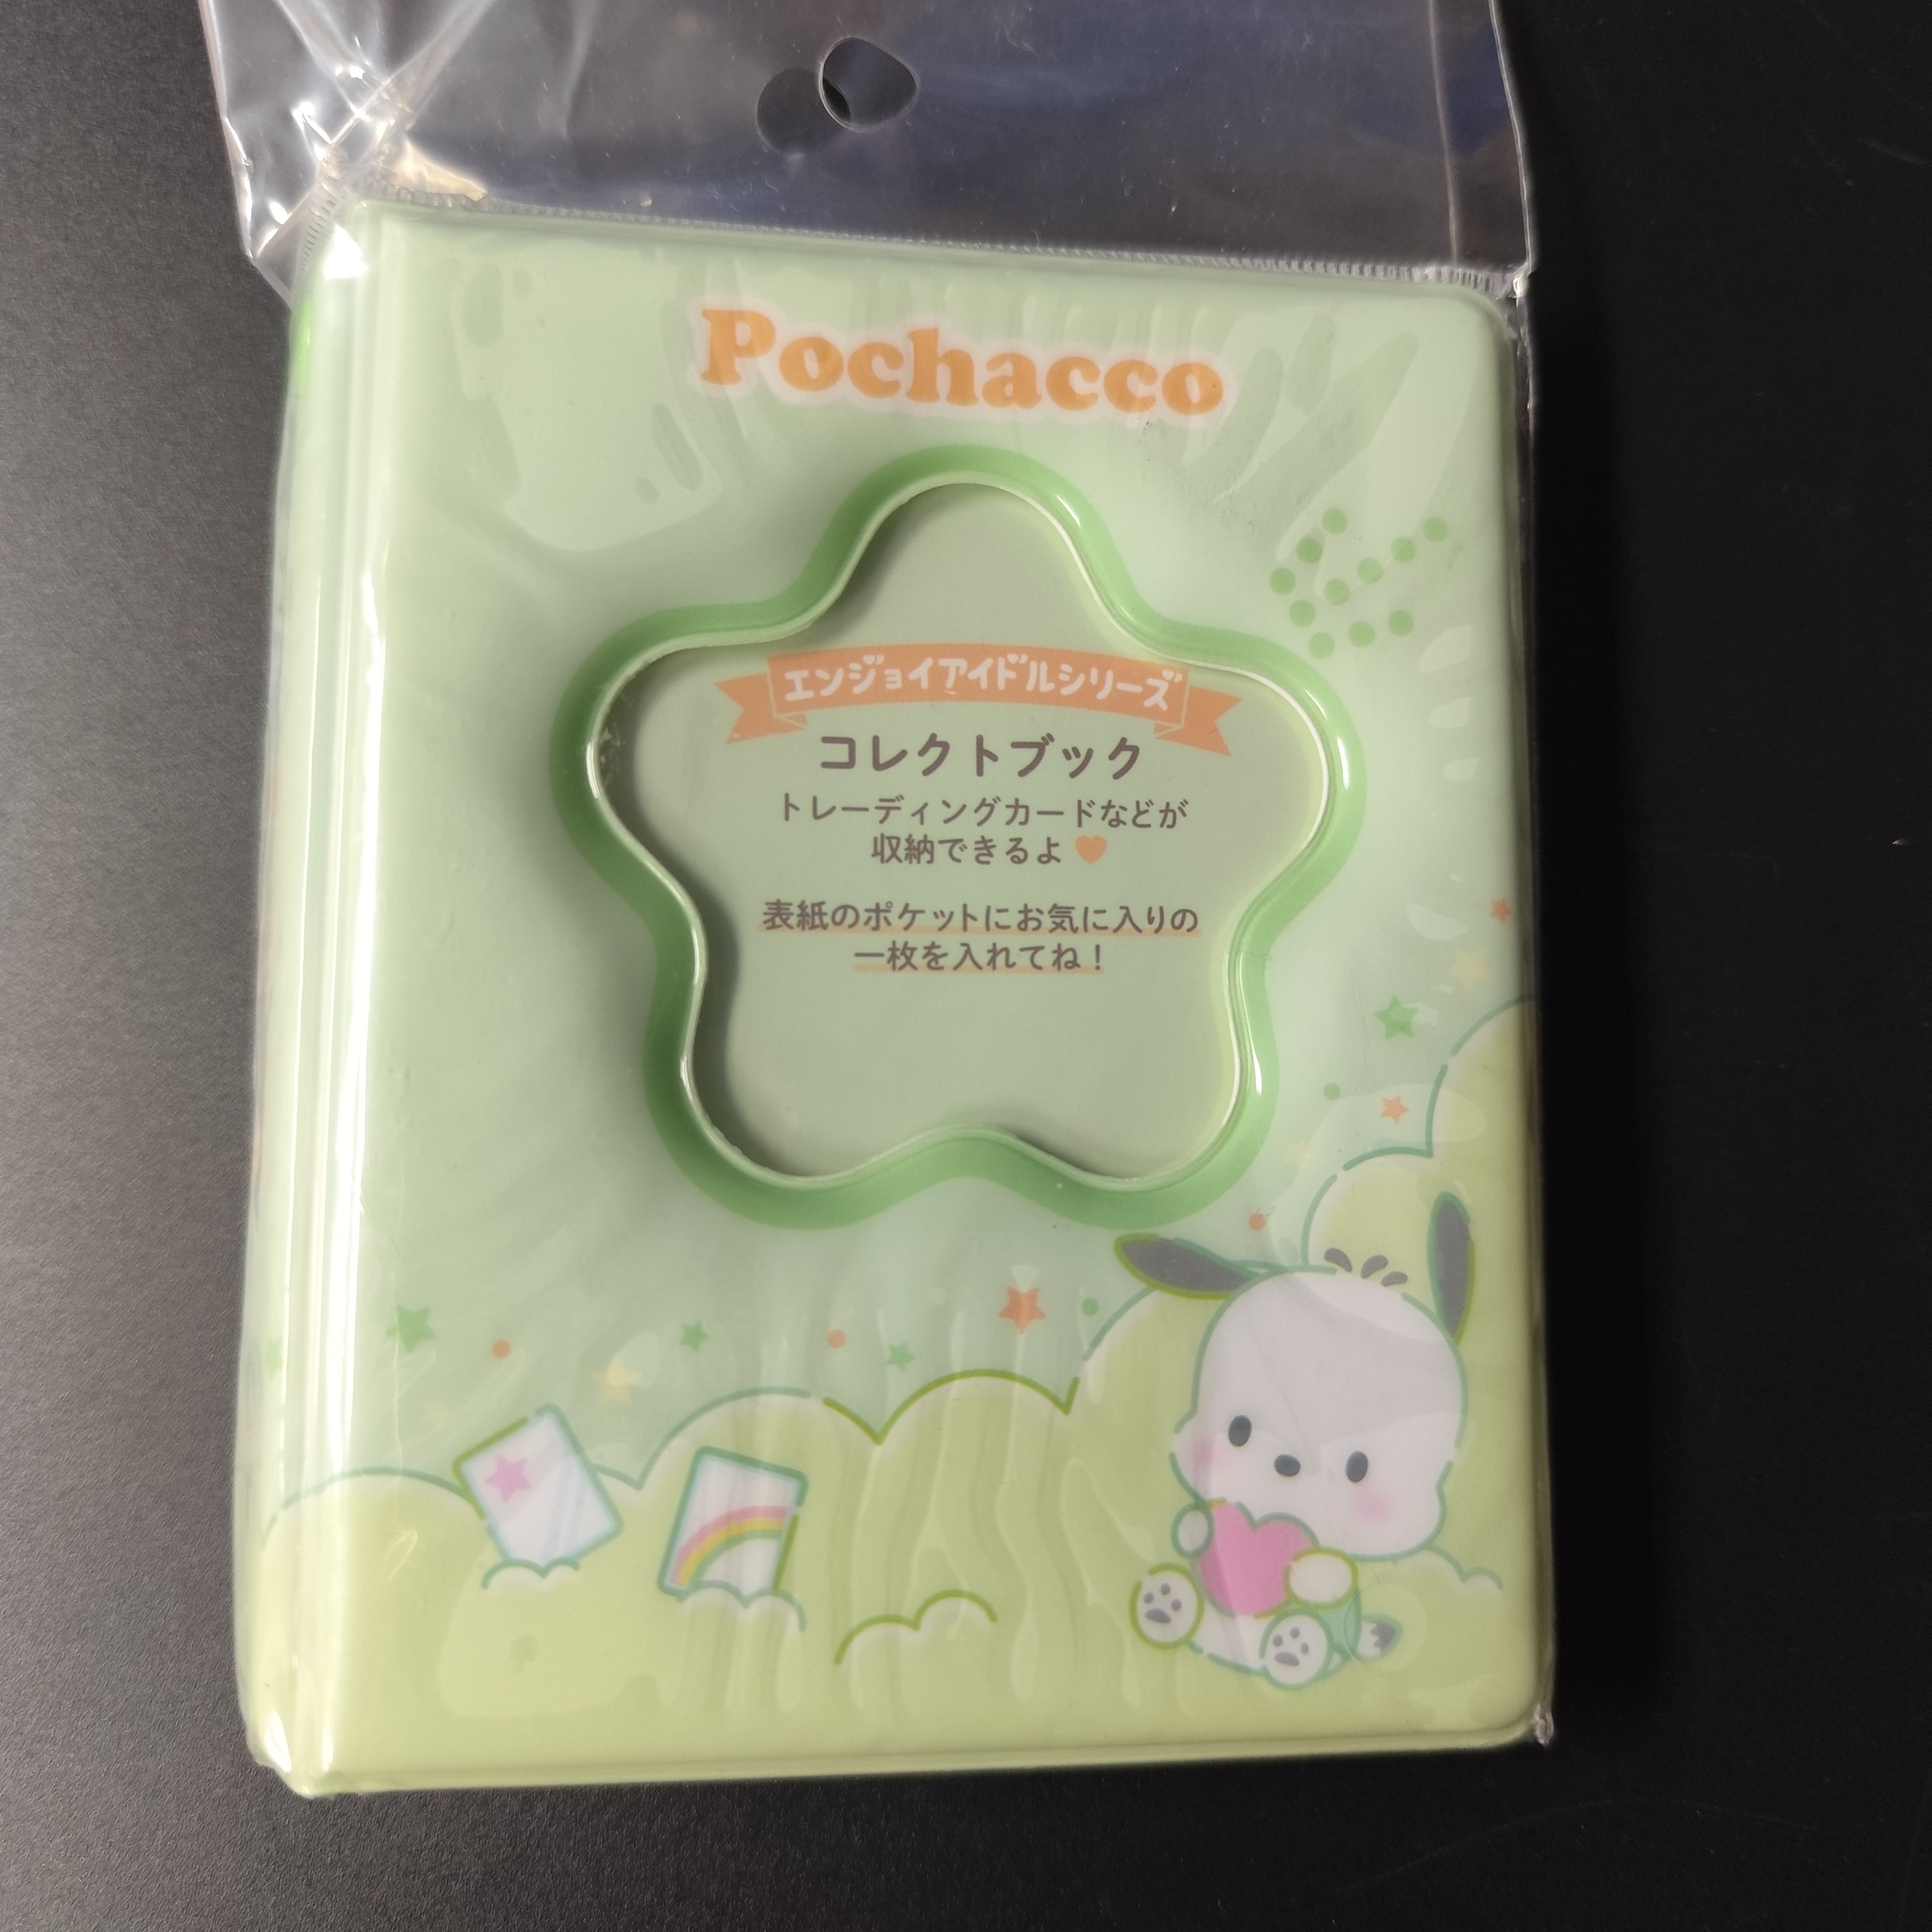 Pochacco
エンジョイアイドルシリーズ
コレクトブック
トレーディングカードなどが
収納できるよ♥
表紙のポケットにお気に入りの
一枚を入れてね！